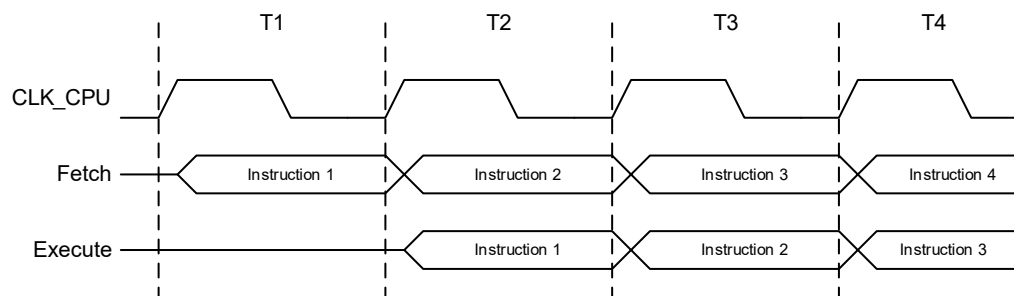 T1 T2 T3 T4
CLK_CPU
Fetch Instruction 1 Instruction 2 Instruction 3 Instruction 4
Execute Instruction 1 Instruction 2 Instruction 3